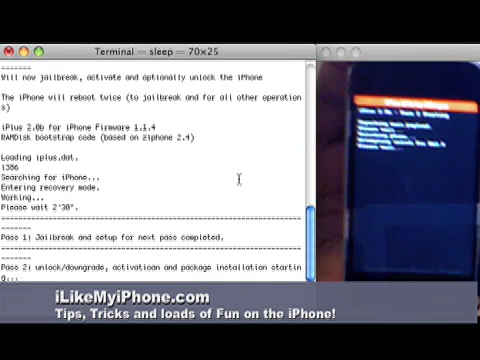 Terminal — sleep — 70×25
=======
Will now jailbreak, activate and optionally unlock the iPhone
The iPhone will reboot twice (to jailbreak and for all other operation
s)
iPlus 2.0b for iPhone Firmware 1.1.4
RAMDisk bootstrap code (based on Ziphone 2.4)
Loading iplus.dat.
i386
Searching for iPhone...
Entering recovery mode.
Working...
Please wait 2'30".
======================================================================
=======
Pass 1: Jailbreak and setup for next pass completed.
======================================================================
=======
Pass 2: unlock/downgrade, activation and package installation startin
g...
iLikeMyiPhone.com
Tips, Tricks and loads of Fun on the iPhone!